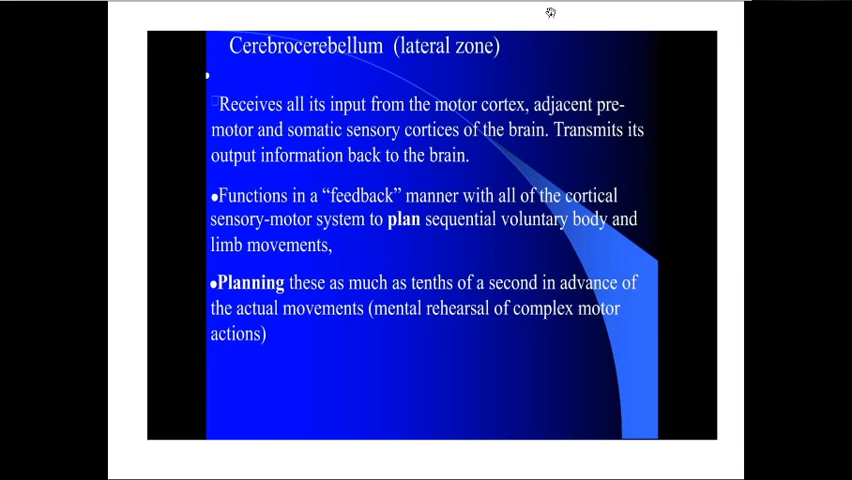 Cerebrocerebellum (lateral zone)
•
□Receives all its input from the motor cortex, adjacent pre-
motor and somatic sensory cortices of the brain. Transmits its
output information back to the brain.
•Functions in a “feedback” manner with all of the cortical
sensory-motor system to plan sequential voluntary body and
limb movements,
•Planning these as much as tenths of a second in advance of
the actual movements (mental rehearsal of complex motor
actions)